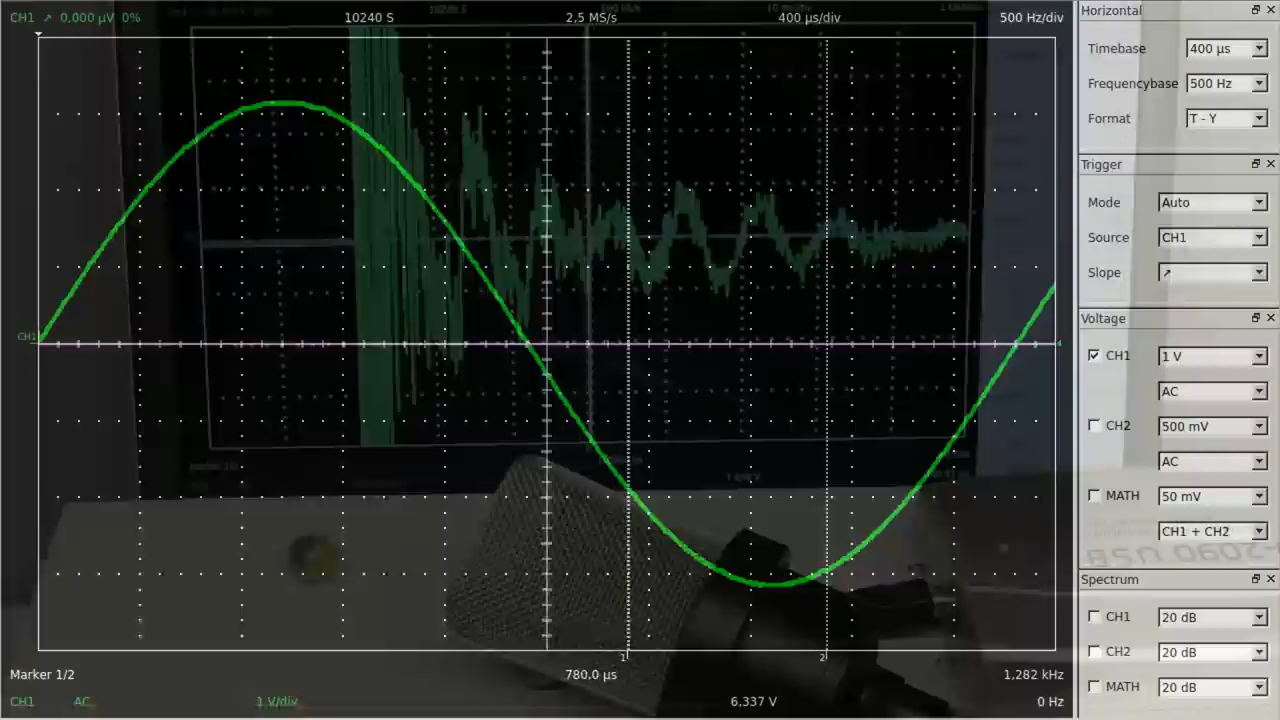 CH1 ↗ 0,000 µV 0% 10240 S 2,5 MS/s 400 µs/div 500 Hz/div
CH1
1 2
Marker 1/2 780,0 µs 1,282 kHz
CH1 AC 1 V/div 6,337 V 0 Hz
Horizontal
Timebase 400 µs
Frequencybase 500 Hz
Format T - Y
Trigger
Mode Auto
Source CH1
Slope ↗
Voltage
CH1 1 V
AC
CH2 500 mV
AC
MATH 50 mV
CH1 + CH2
Spectrum
CH1 20 dB
CH2 20 dB
MATH 20 dB